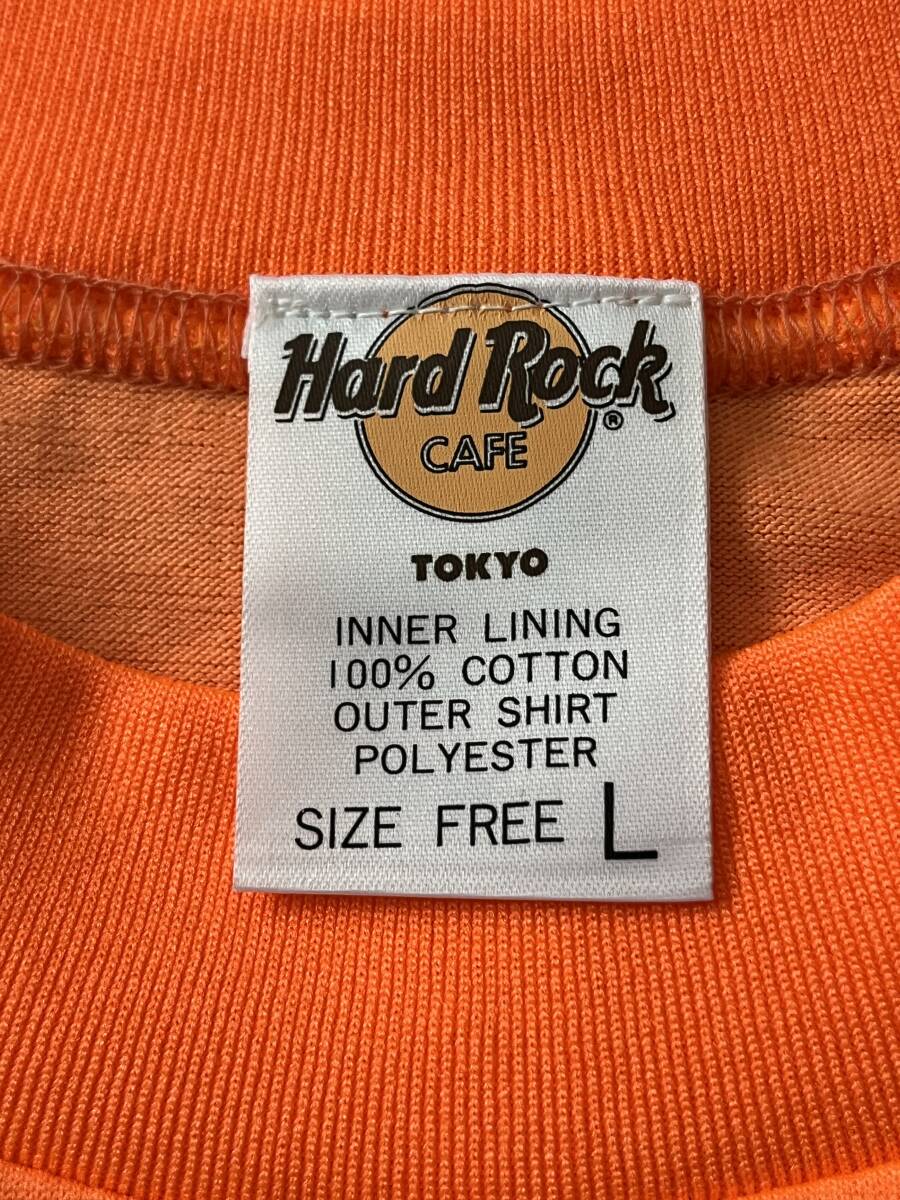 Hard Rock
®
CAFE
TOKYO
INNER LINING
100% COTTON
OUTER SHIRT
POLYESTER
SIZE FREE L